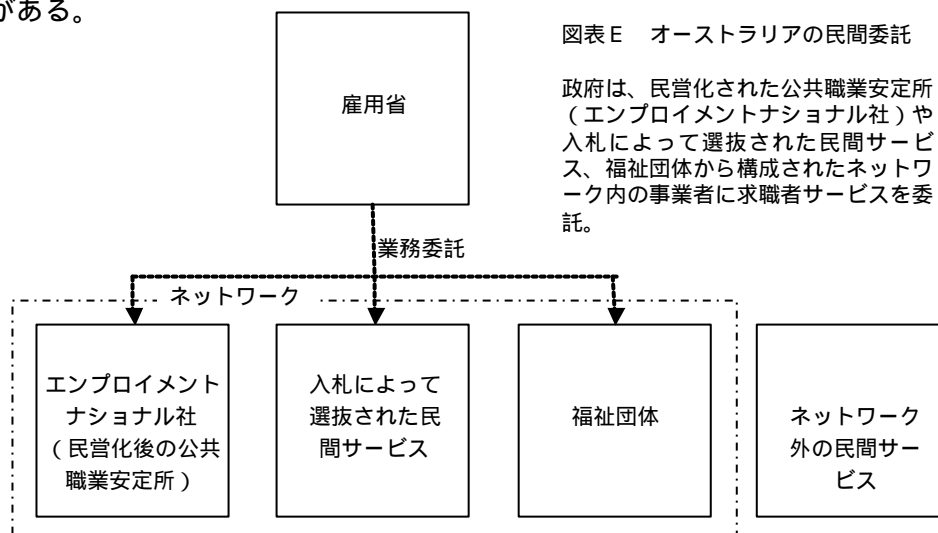 がある。
図表E　オーストラリアの民間委託
政府は、民営化された公共職業安定所
(エンプロイメントナショナル社)や
入札によって選抜された民間サービ
ス、福祉団体から構成されたネットワ
ーク内の事業者に求職者サービスを委
託。
雇用省
業務委託
ネットワーク
エンプロイメント
ナショナル社
(民営化後の公共
職業安定所)
入札によって
選抜された民
間サービス
福祉団体
ネットワーク
外の民間サー
ビス